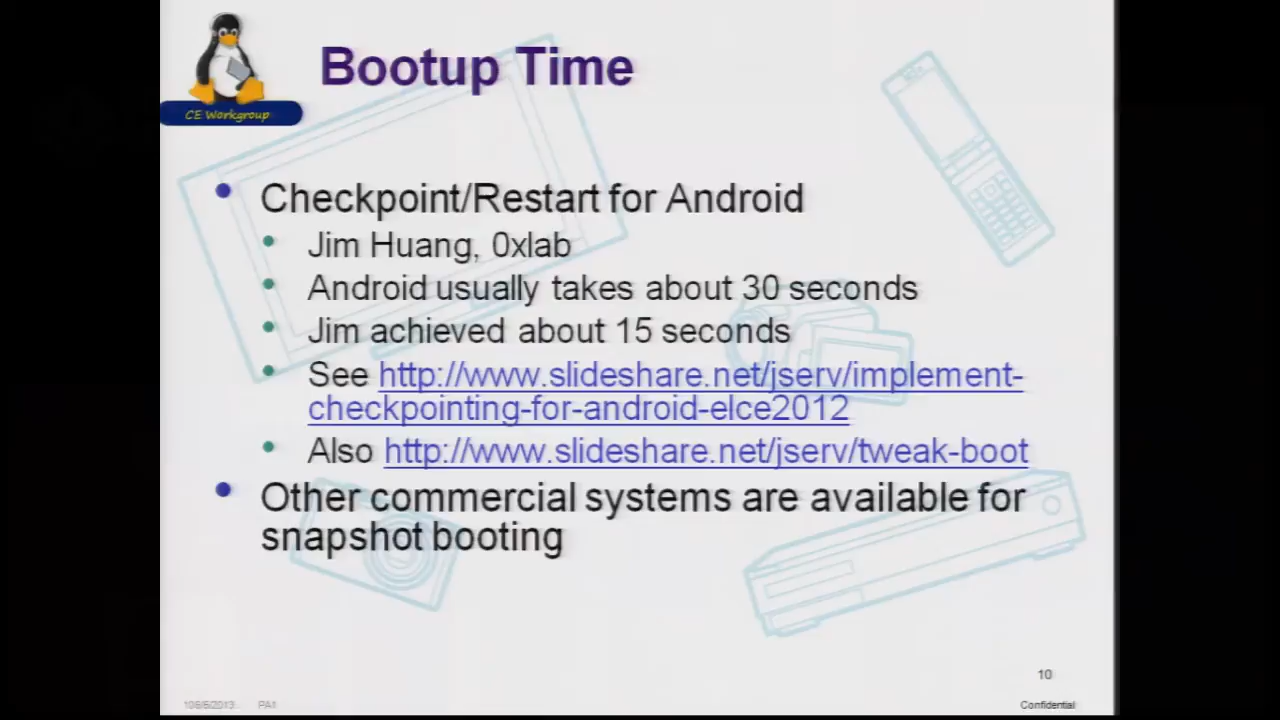 Bootup Time
CE Workgroup
Checkpoint/Restart for Android
Jim Huang, 0xlab
Android usually takes about 30 seconds
Jim achieved about 15 seconds
See http://www.slideshare.net/jserv/implement-
checkpointing-for-android-elce2012
Also http://www.slideshare.net/jserv/tweak-boot
Other commercial systems are available for
snapshot booting
10
PA1
Confidential